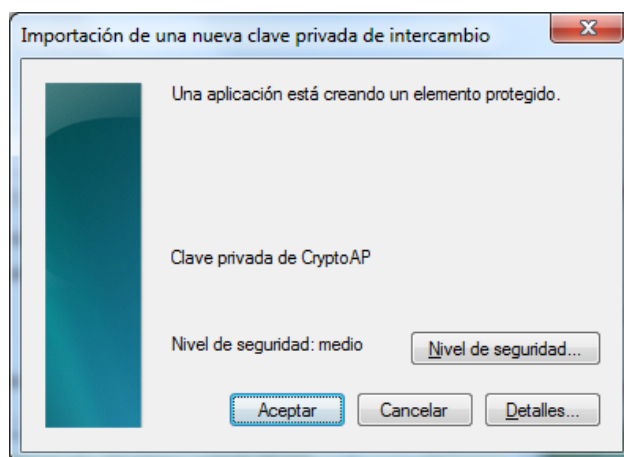 Importación de una nueva clave privada de intercambio
Una aplicación está creando un elemento protegido.
Clave privada de CryptoAP
Nivel de seguridad: medio
Nivel de seguridad...
Aceptar
Cancelar
Detalles...